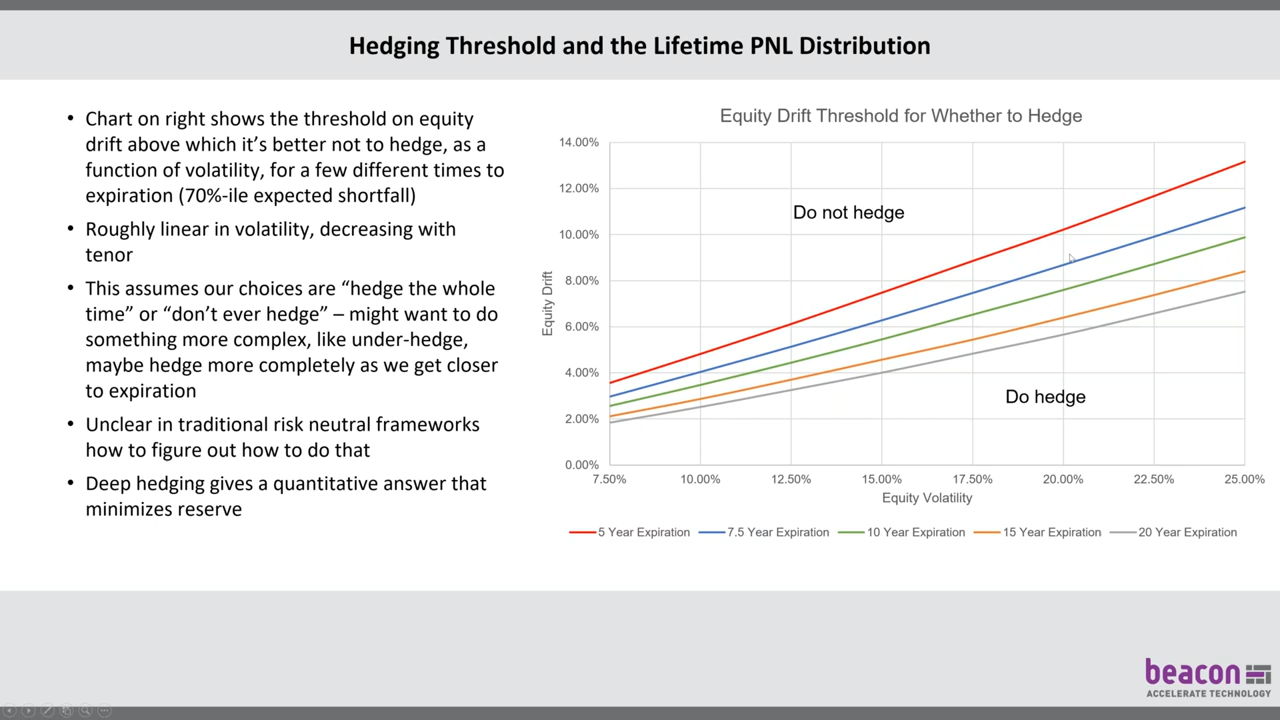 Hedging Threshold and the Lifetime PNL Distribution
• Chart on right shows the threshold on equity
drift above which it’s better not to hedge, as a
function of volatility, for a few different times to
expiration (70%-ile expected shortfall)
• Roughly linear in volatility, decreasing with
tenor
• This assumes our choices are “hedge the whole
time” or “don’t ever hedge” – might want to do
something more complex, like under-hedge,
maybe hedge more completely as we get closer
to expiration
• Unclear in traditional risk neutral frameworks
how to figure out how to do that
• Deep hedging gives a quantitative answer that
minimizes reserve
Equity Drift Threshold for Whether to Hedge
14.00%
12.00%
10.00%
8.00%
6.00%
4.00%
2.00%
0.00%
Equity Drift
Do not hedge
Do hedge
7.50% 10.00% 12.50% 15.00% 17.50% 20.00% 22.50% 25.00%
Equity Volatility
5 Year Expiration 7.5 Year Expiration 10 Year Expiration 15 Year Expiration 20 Year Expiration
beacon
ACCELERATE TECHNOLOGY